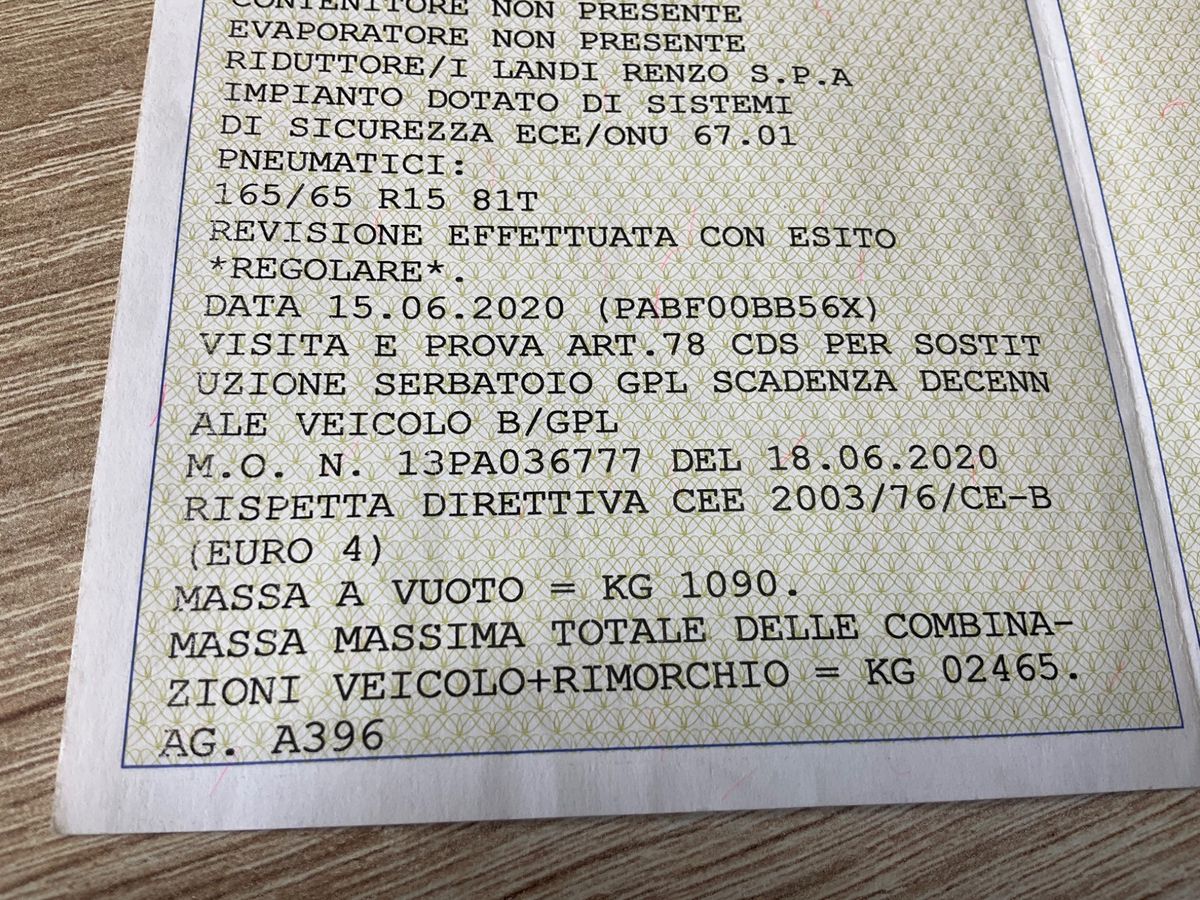 CONTENITORE NON PRESENTE
EVAPORATORE NON PRESENTE
RIDUTTORE/I LANDI RENZO S.P.A
IMPIANTO DOTATO DI SISTEMI
DI SICUREZZA ECE/ONU 67.01
PNEUMATICI:
165/65 R15 81T
REVISIONE EFFETTUATA CON ESITO
*REGOLARE*.
DATA 15.06.2020 (PABF00BB56X)
VISITA E PROVA ART.78 CDS PER SOSTIT
UZIONE SERBATOIO GPL SCADENZA DECENN
ALE VEICOLO B/GPL
M.O. N. 13PA036777 DEL 18.06.2020
RISPETTA DIRETTIVA CEE 2003/76/CE-B
(EURO 4)
MASSA A VUOTO = KG 1090.
MASSA MASSIMA TOTALE DELLE COMBINA-
ZIONI VEICOLO+RIMORCHIO = KG 02465.
AG. A396